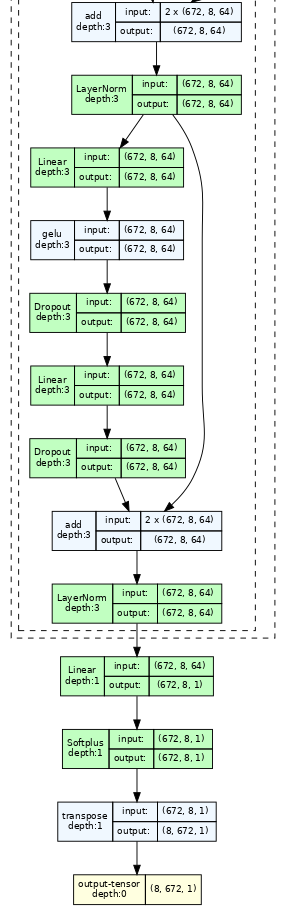 add
depth:3
input:
2 x (672, 8, 64)
output:
(672, 8, 64)
LayerNorm
depth:3
input:
(672, 8, 64)
output:
(672, 8, 64)
Linear
depth:3
input:
(672, 8, 64)
output:
(672, 8, 64)
gelu
depth:3
input:
(672, 8, 64)
output:
(672, 8, 64)
Dropout
depth:3
input:
(672, 8, 64)
output:
(672, 8, 64)
Linear
depth:3
input:
(672, 8, 64)
output:
(672, 8, 64)
Dropout
depth:3
input:
(672, 8, 64)
output:
(672, 8, 64)
add
depth:3
input:
2 x (672, 8, 64)
output:
(672, 8, 64)
LayerNorm
depth:3
input:
(672, 8, 64)
output:
(672, 8, 64)
Linear
depth:1
input:
(672, 8, 64)
output:
(672, 8, 1)
Softplus
depth:1
input:
(672, 8, 1)
output:
(672, 8, 1)
transpose
depth:1
input:
(672, 8, 1)
output:
(8, 672, 1)
output-tensor
depth:0
(8, 672, 1)